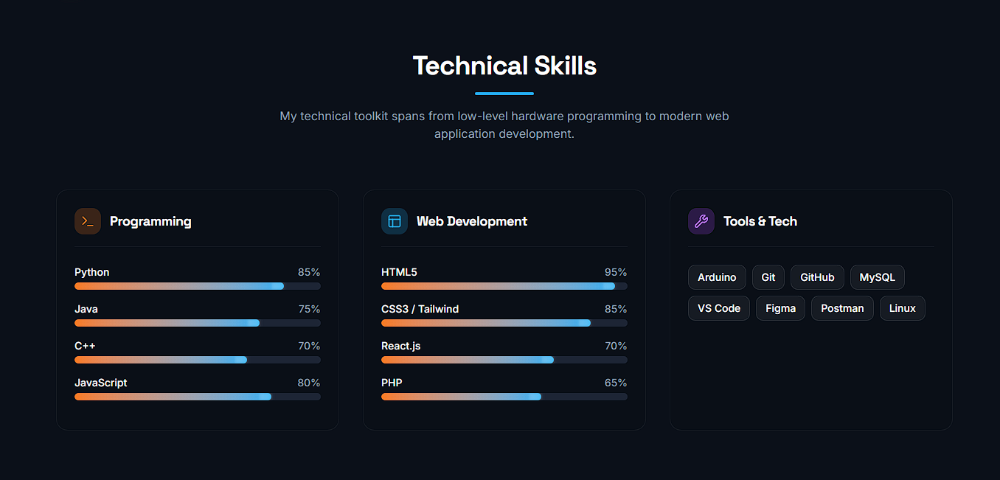 Technical Skills
My technical toolkit spans from low-level hardware programming to modern web
application development.
Programming
Python 85%
Java 75%
C++ 70%
JavaScript 80%
Web Development
HTML5 95%
CSS3 / Tailwind 85%
React.js 70%
PHP 65%
Tools & Tech
Arduino Git GitHub MySQL
VS Code Figma Postman Linux